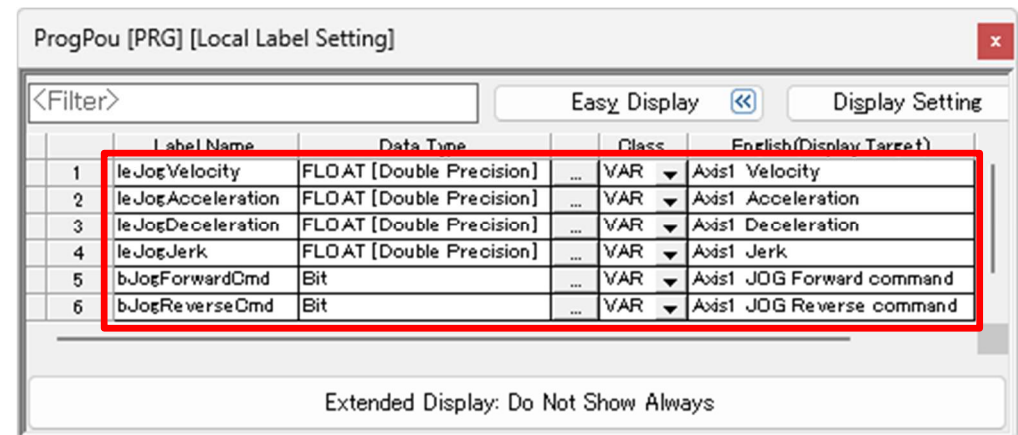 ProgPou [PRG] [Local Label Setting]
x
<Filter> Easy Display Display Setting
Label Name Data Type Class English(Display Target)
1 leJogVelocity FLOAT [Double Precision] ... VAR Axis1 Velocity
2 leJogAcceleration FLOAT [Double Precision] ... VAR Axis1 Acceleration
3 leJogDeceleration FLOAT [Double Precision] ... VAR Axis1 Deceleration
4 leJogJerk FLOAT [Double Precision] ... VAR Axis1 Jerk
5 bJogForwardCmd Bit ... VAR Axis1 JOG Forward command
6 bJogReverseCmd Bit ... VAR Axis1 JOG Reverse command
Extended Display: Do Not Show Always